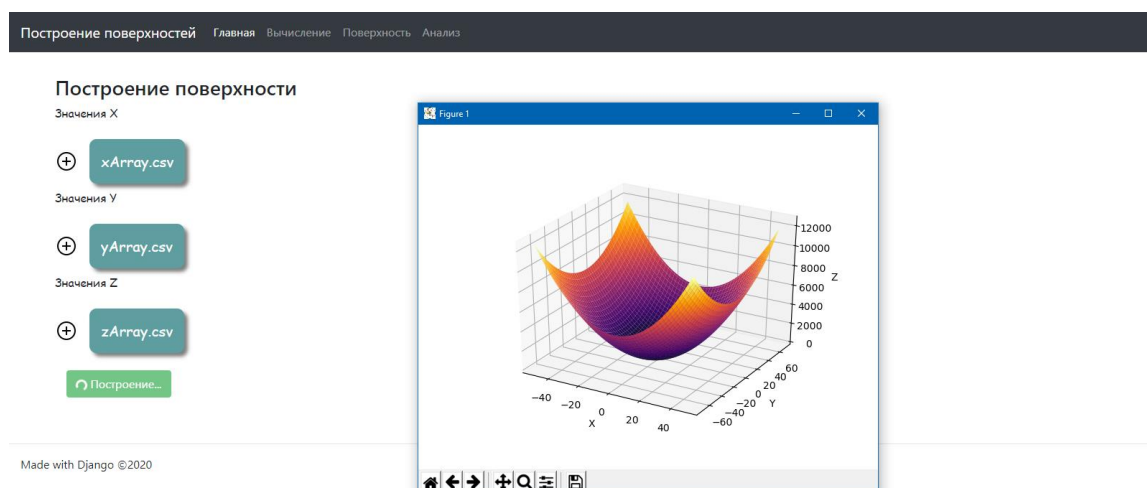 Построение поверхностей Главная Вычисление Поверхность Анализ
Построение поверхности
Значения X
xArray.csv
Значения Y
yArray.csv
Значения Z
zArray.csv
Построение...
Made with Django ©2020
Figure 1
12000
10000
8000
6000
4000
2000
0
Z
−40
−20
0
20
40
X
−60
−40
−20
0
20
40
60
Y